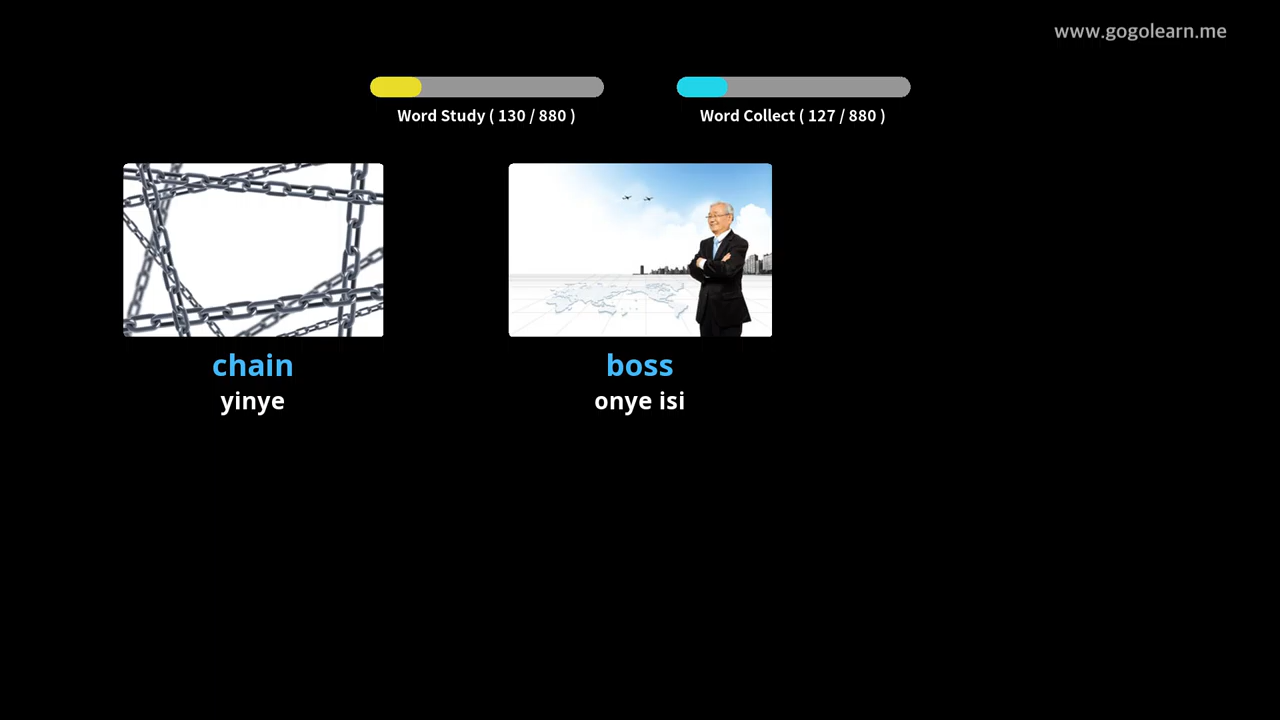 www.gogolearn.me
Word Study ( 130 / 880 )
Word Collect ( 127 / 880 )
chain
yinye
boss
onye isi